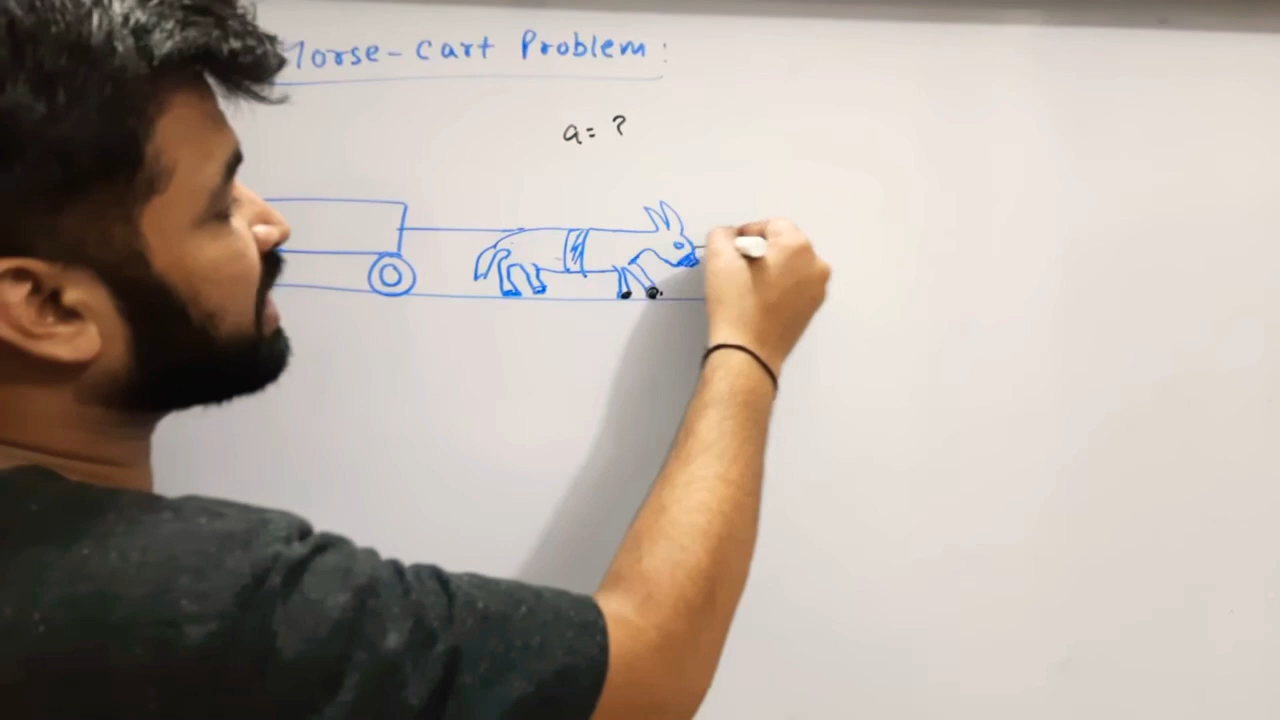 Horse-Cart Problem:
a = ?